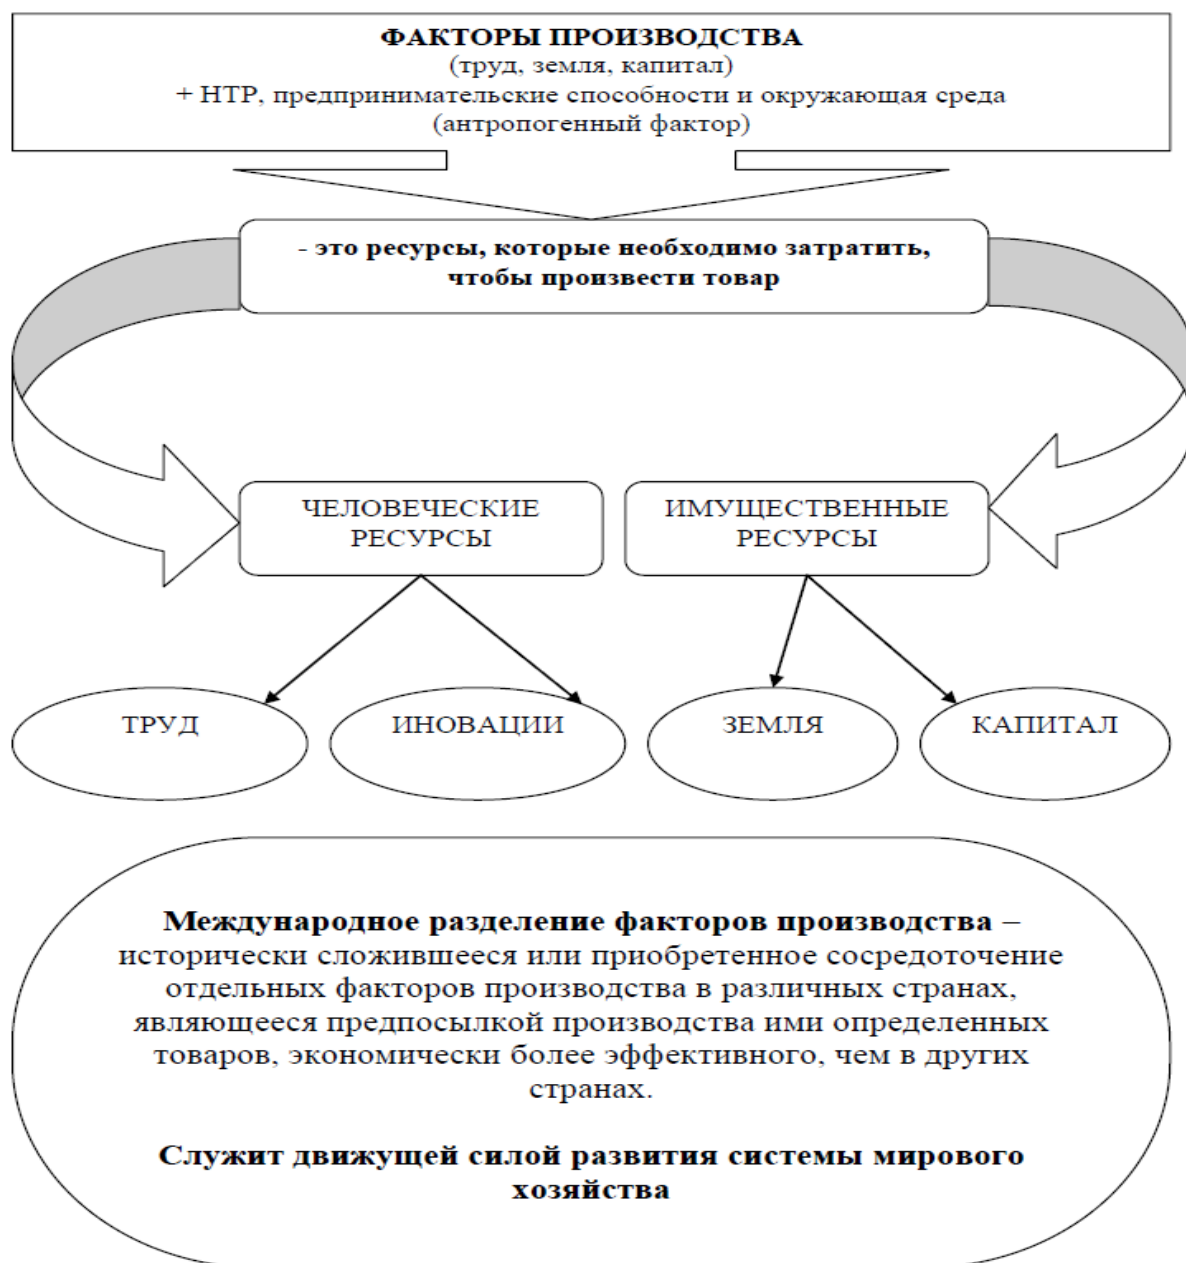 ФАКТОРЫ ПРОИЗВОДСТВА
(труд, земля, капитал)
+ НТР, предпринимательские способности и окружающая среда
(антропогенный фактор)
- это ресурсы, которые необходимо затратить,
чтобы произвести товар
ЧЕЛОВЕЧЕСКИЕ
РЕСУРСЫ
ИМУЩЕСТВЕННЫЕ
РЕСУРСЫ
ТРУД
ИНОВАЦИИ
ЗЕМЛЯ
КАПИТАЛ
Международное разделение факторов производства –
исторически сложившееся или приобретенное сосредоточение
отдельных факторов производства в различных странах,
являющееся предпосылкой производства ими определенных
товаров, экономически более эффективного, чем в других
странах.
Служит движущей силой развития системы мирового
хозяйства